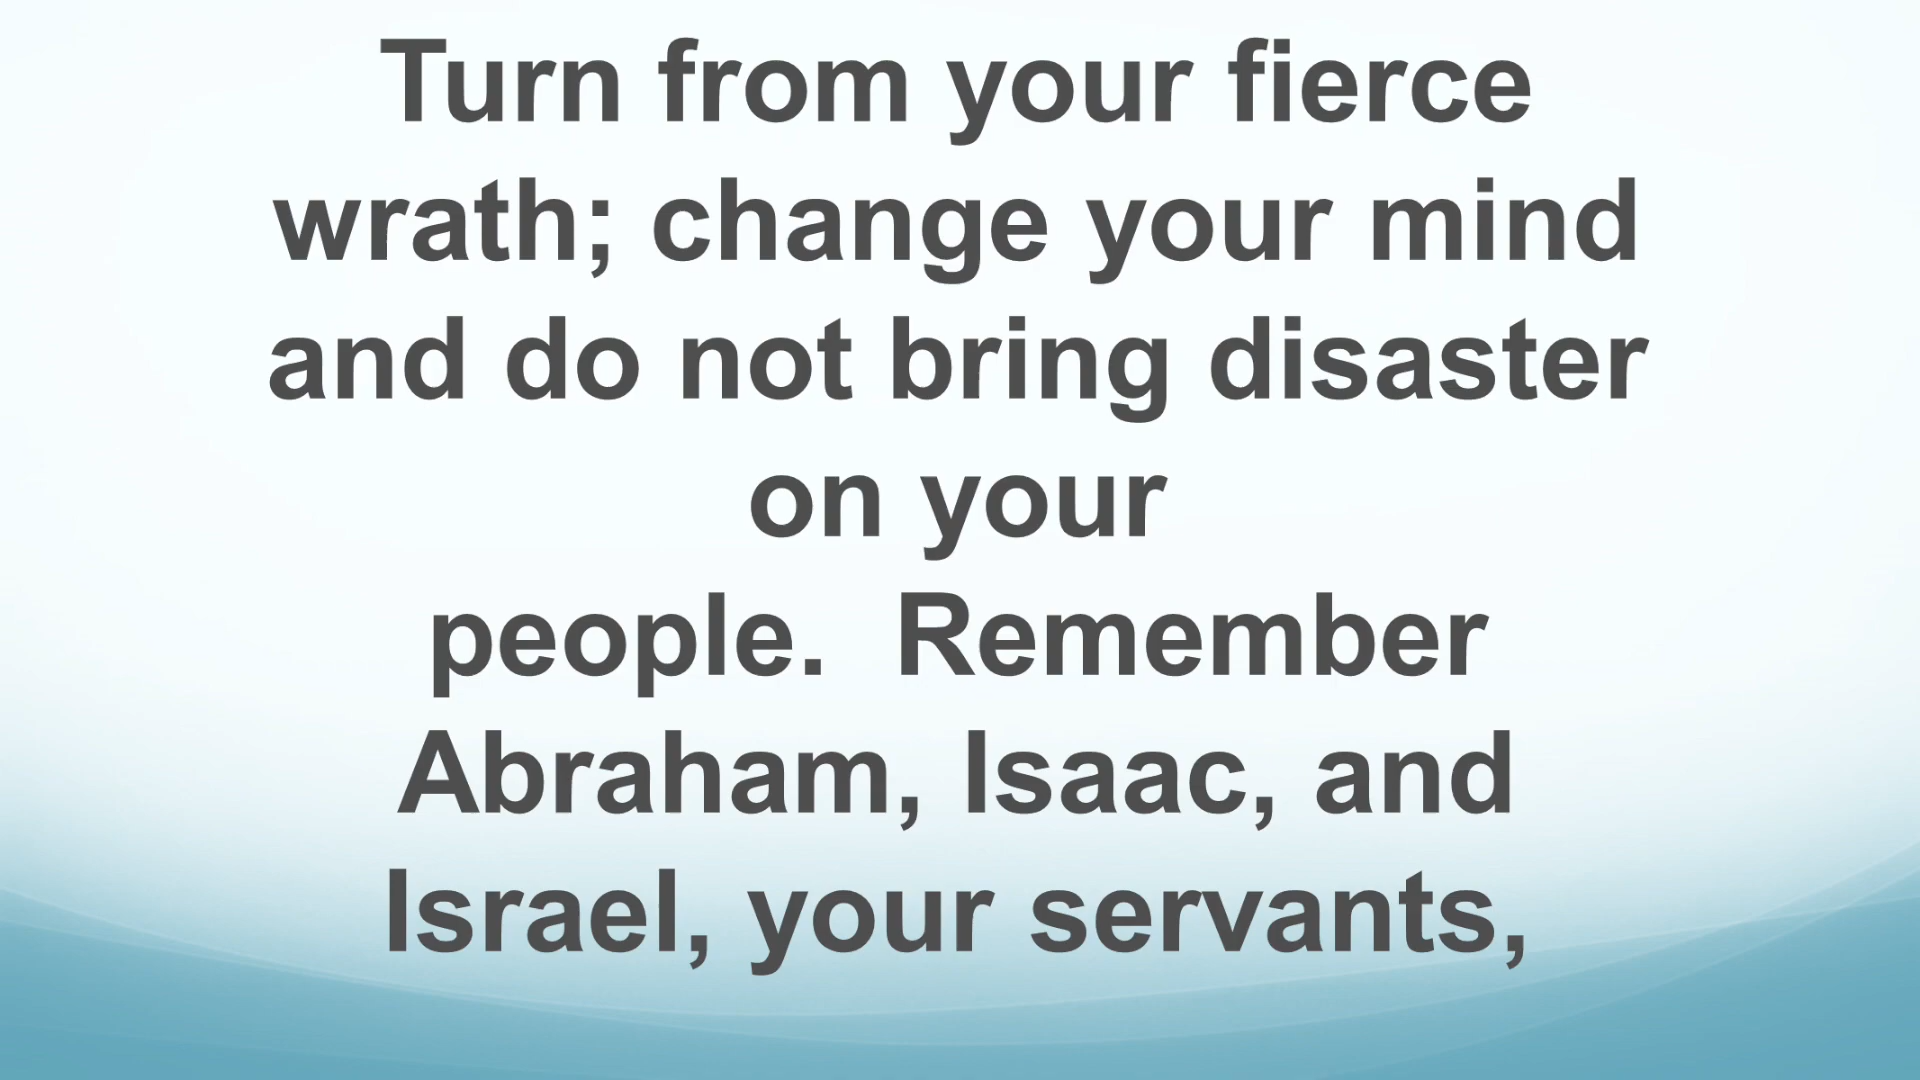 Turn from your fierce
wrath; change your mind
and do not bring disaster
on your
people.  Remember
Abraham, Isaac, and
Israel, your servants,